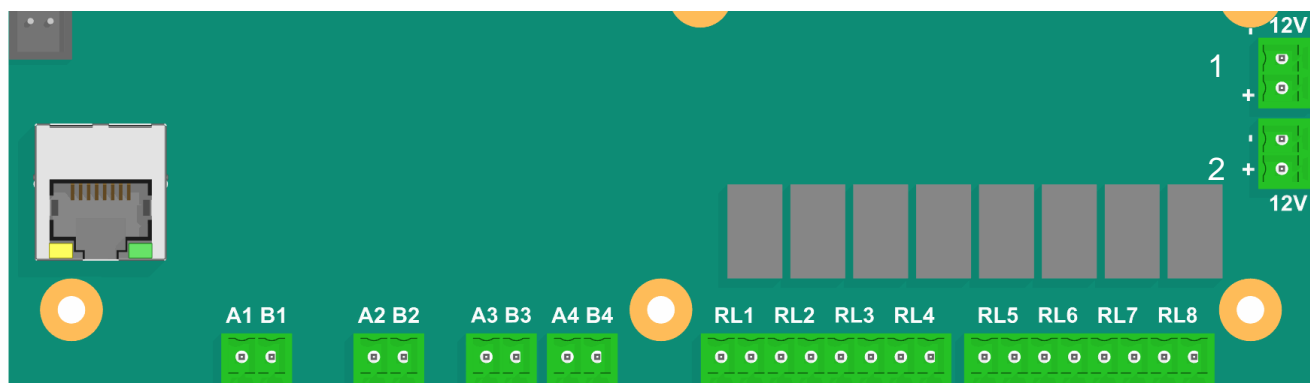 - 12V
1
+
-
2 +
12V
A1 B1 A2 B2 A3 B3 A4 B4 RL1 RL2 RL3 RL4 RL5 RL6 RL7 RL8